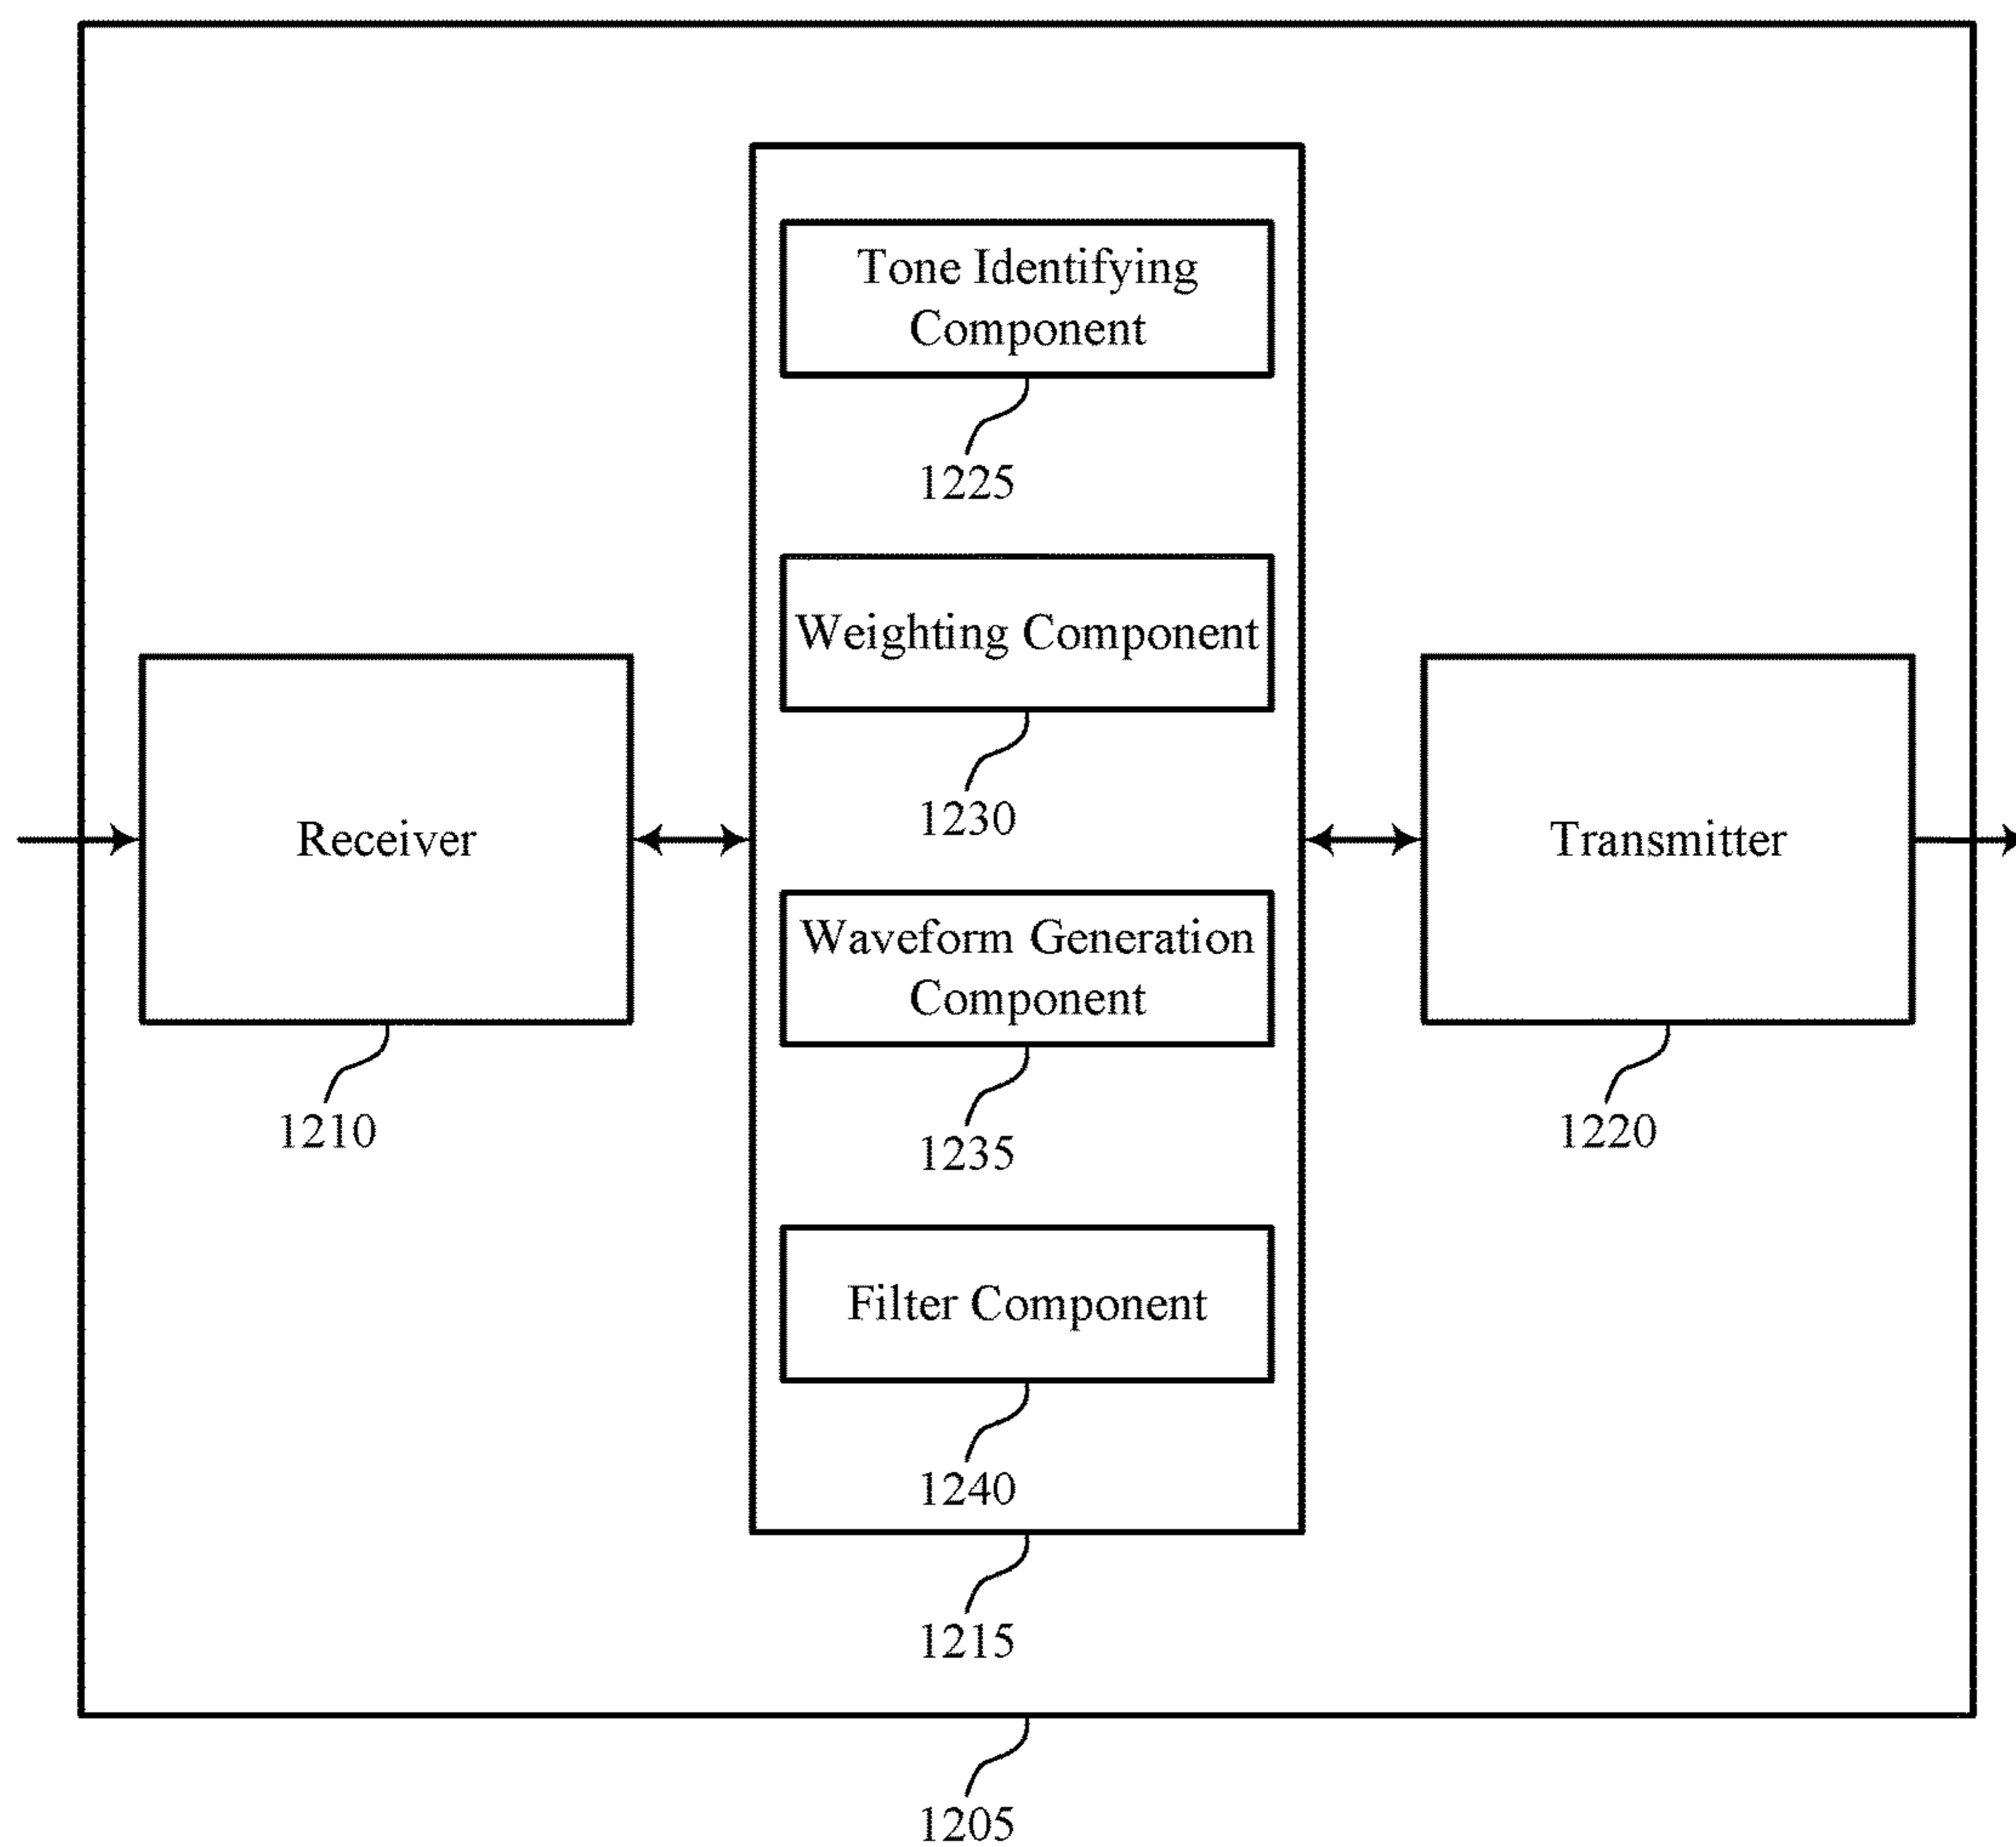 Tone Identifying
Component
1225
Weighting Component
1230
Receiver
1210
Transmitter
1220
Waveform Generation
Component
1235
Filter Component
1240
1215
1205